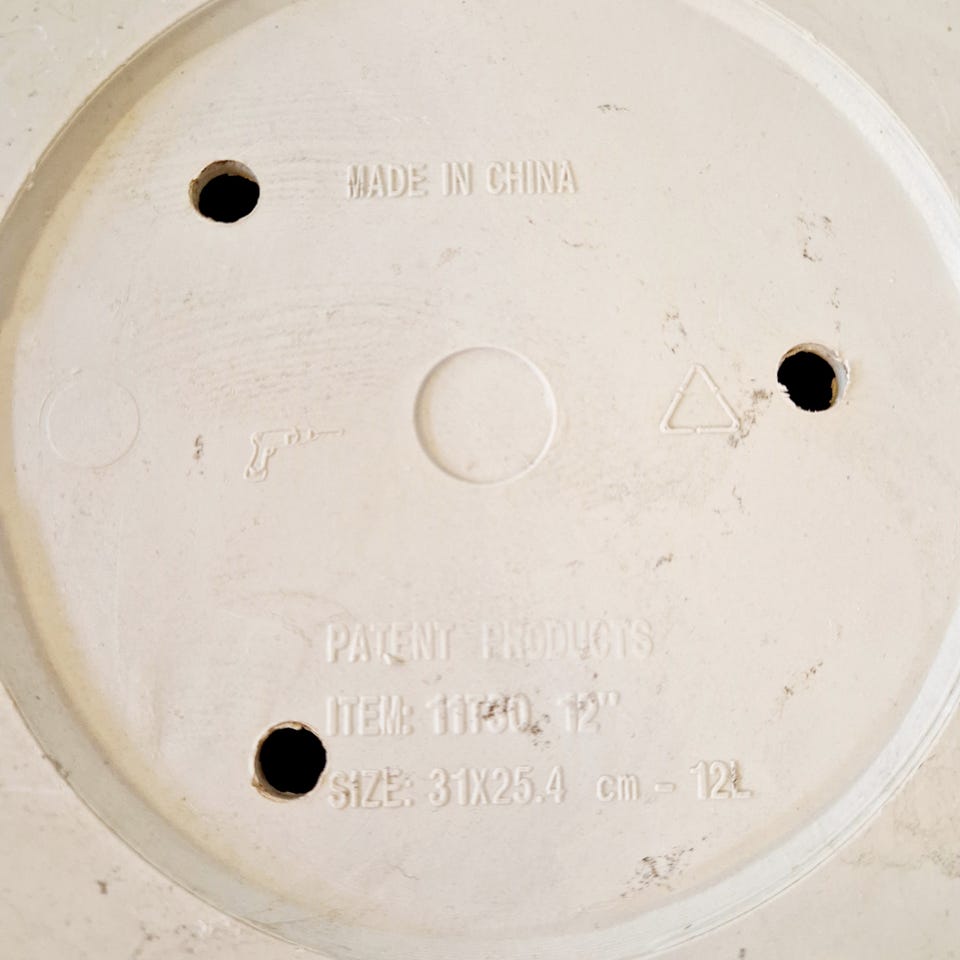 MADE IN CHINA
PATENT PRODUCTS
ITEM: 11T30 12"
SIZE: 31X25.4 cm - 12L